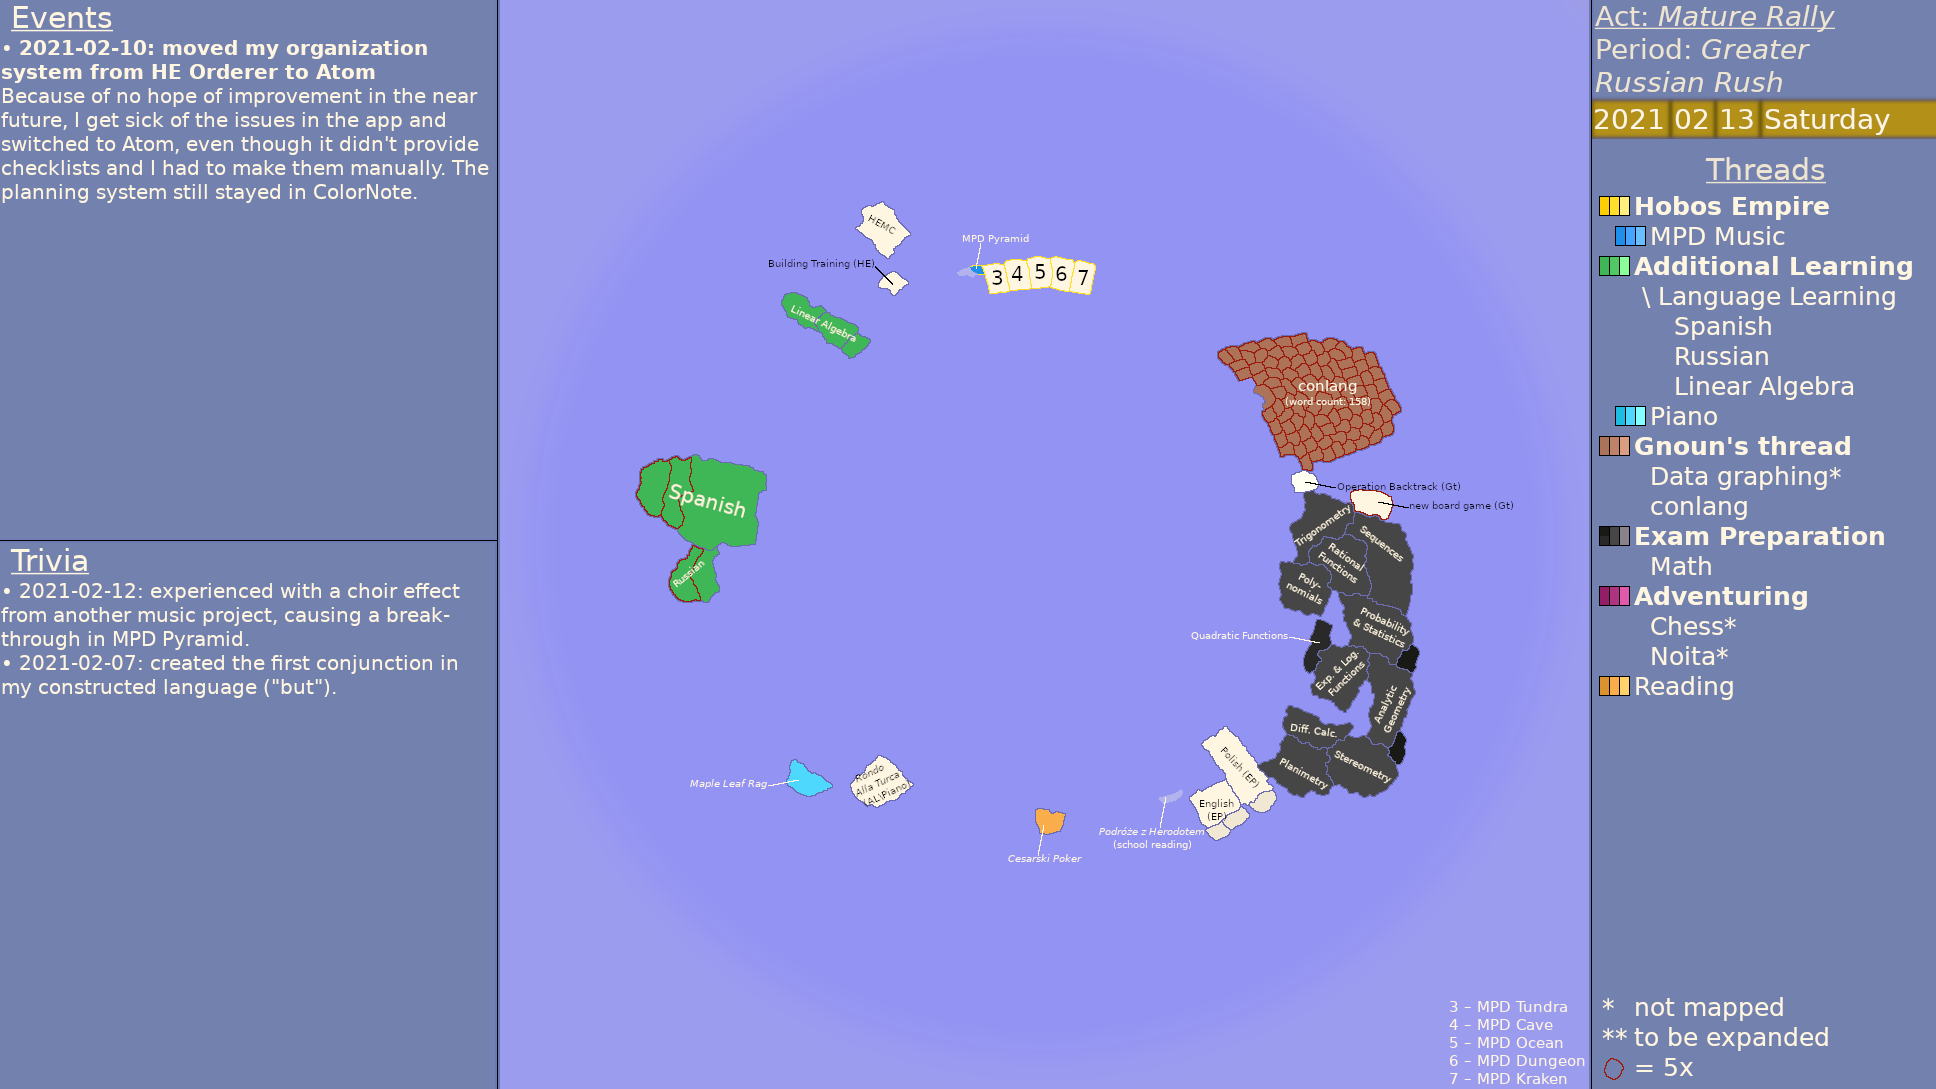 Events
• 2021-02-10: moved my organization
system from HE Orderer to Atom
Because of no hope of improvement in the near
future, I get sick of the issues in the app and
switched to Atom, even though it didn't provide
checklists and I had to make them manually. The
planning system still stayed in ColorNote.
Trivia
• 2021-02-12: experienced with a choir effect
from another music project, causing a break-
through in MPD Pyramid.
• 2021-02-07: created the first conjunction in
my constructed language ("but").
HEMC
MPD Pyramid
Building Training (HE)
3 4 5 6 7
Linear Algebra
conlang
(word count: 158)
Spanish
Russian
Operation Backtrack (Gt)
new board game (Gt)
Trigonometry
Sequences
Rational
Functions
Poly-
nomials
Probability
& Statistics
Quadratic Functions
Exp. & Log.
Functions
Analytic
Geometry
Diff. Calc.
Planimetry
Stereometry
Polish (EP)
English
(EP)
Maple Leaf Rag
Rondo
Alla Turca
(AL\Piano)
Cesarski Poker
Podróże z Herodotem
(school reading)
3 – MPD Tundra
4 – MPD Cave
5 – MPD Ocean
6 – MPD Dungeon
7 – MPD Kraken
Act: Mature Rally
Period: Greater
Russian Rush
2021 02 13 Saturday
Threads
Hobos Empire
MPD Music
Additional Learning
\ Language Learning
Spanish
Russian
Linear Algebra
Piano
Gnoun's thread
Data graphing*
conlang
Exam Preparation
Math
Adventuring
Chess*
Noita*
Reading
* not mapped
** to be expanded
= 5x